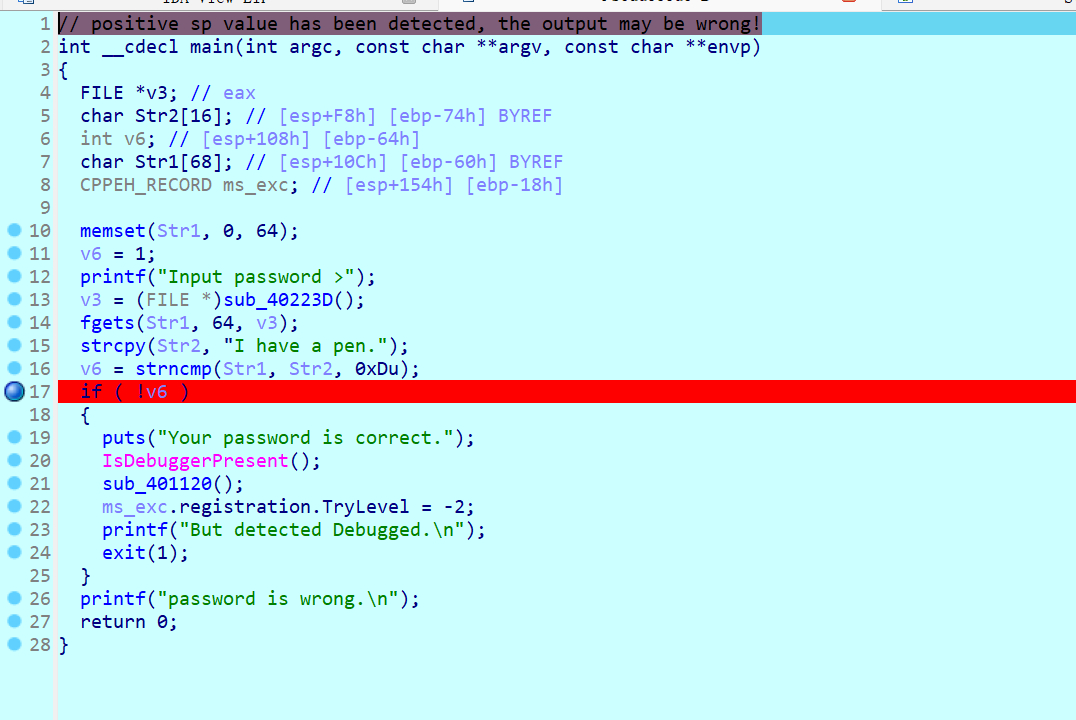 1 // positive sp value has been detected, the output may be wrong!
2 int __cdecl main(int argc, const char **argv, const char **envp)
3 {
4   FILE *v3; // eax
5   char Str2[16]; // [esp+F8h] [ebp-74h] BYREF
6   int v6; // [esp+108h] [ebp-64h]
7   char Str1[68]; // [esp+10Ch] [ebp-60h] BYREF
8   CPPEH_RECORD ms_exc; // [esp+154h] [ebp-18h]
9
10   memset(Str1, 0, 64);
11   v6 = 1;
12   printf("Input password >");
13   v3 = (FILE *)sub_40223D();
14   fgets(Str1, 64, v3);
15   strcpy(Str2, "I have a pen.");
16   v6 = strncmp(Str1, Str2, 0xDu);
17   if ( !v6 )
18   {
19     puts("Your password is correct.");
20     IsDebuggerPresent();
21     sub_401120();
22     ms_exc.registration.TryLevel = -2;
23     printf("But detected Debugged.\n");
24     exit(1);
25   }
26   printf("password is wrong.\n");
27   return 0;
28 }